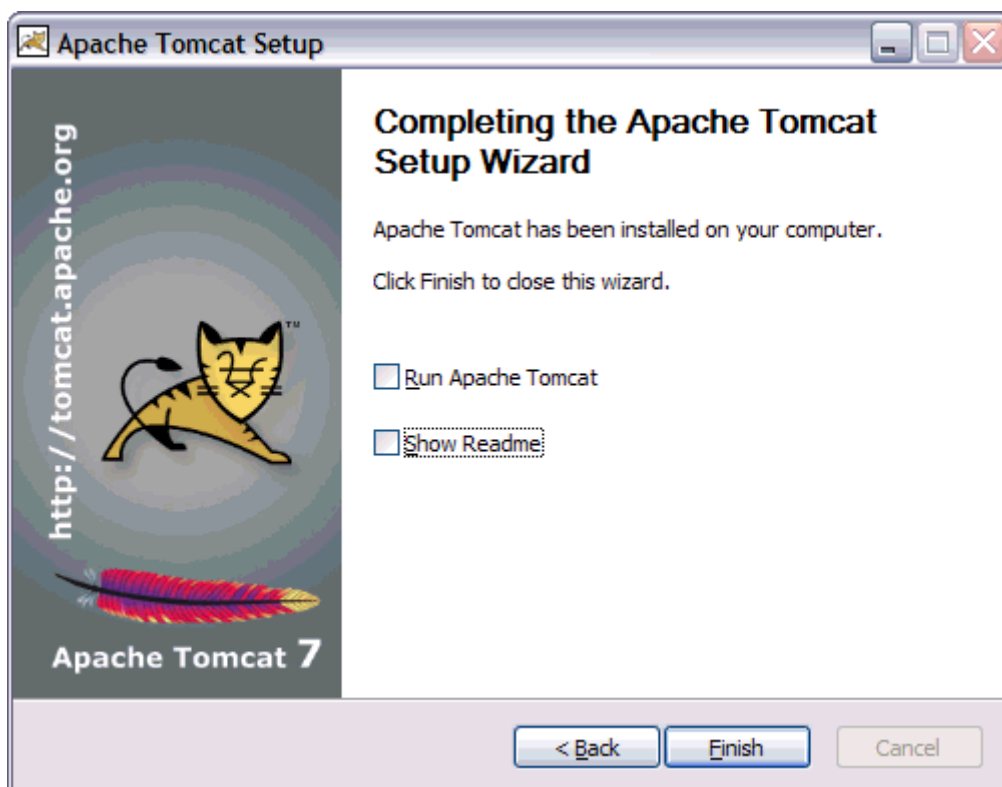 Apache Tomcat Setup
http://tomcat.apache.org
TM
Apache Tomcat 7
Completing the Apache Tomcat
Setup Wizard
Apache Tomcat has been installed on your computer.
Click Finish to close this wizard.
Run Apache Tomcat
Show Readme
< Back
Finish
Cancel